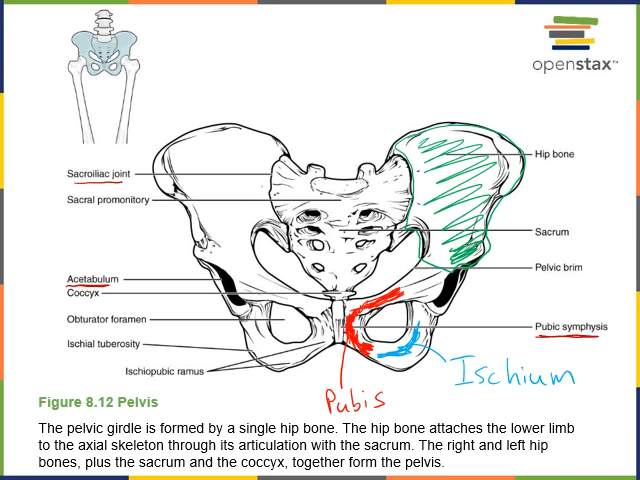 openstax™
Hip bone
Sacroiliac joint
Sacral promonitory
Sacrum
Pelvic brim
Acetabulum
Coccyx
Obturator foramen
Pubic symphysis
Ischial tuberosity
Ischiopubic ramus
Ischium
Pubis
Figure 8.12 Pelvis
The pelvic girdle is formed by a single hip bone. The hip bone attaches the lower limb
to the axial skeleton through its articulation with the sacrum. The right and left hip
bones, plus the sacrum and the coccyx, together form the pelvis.